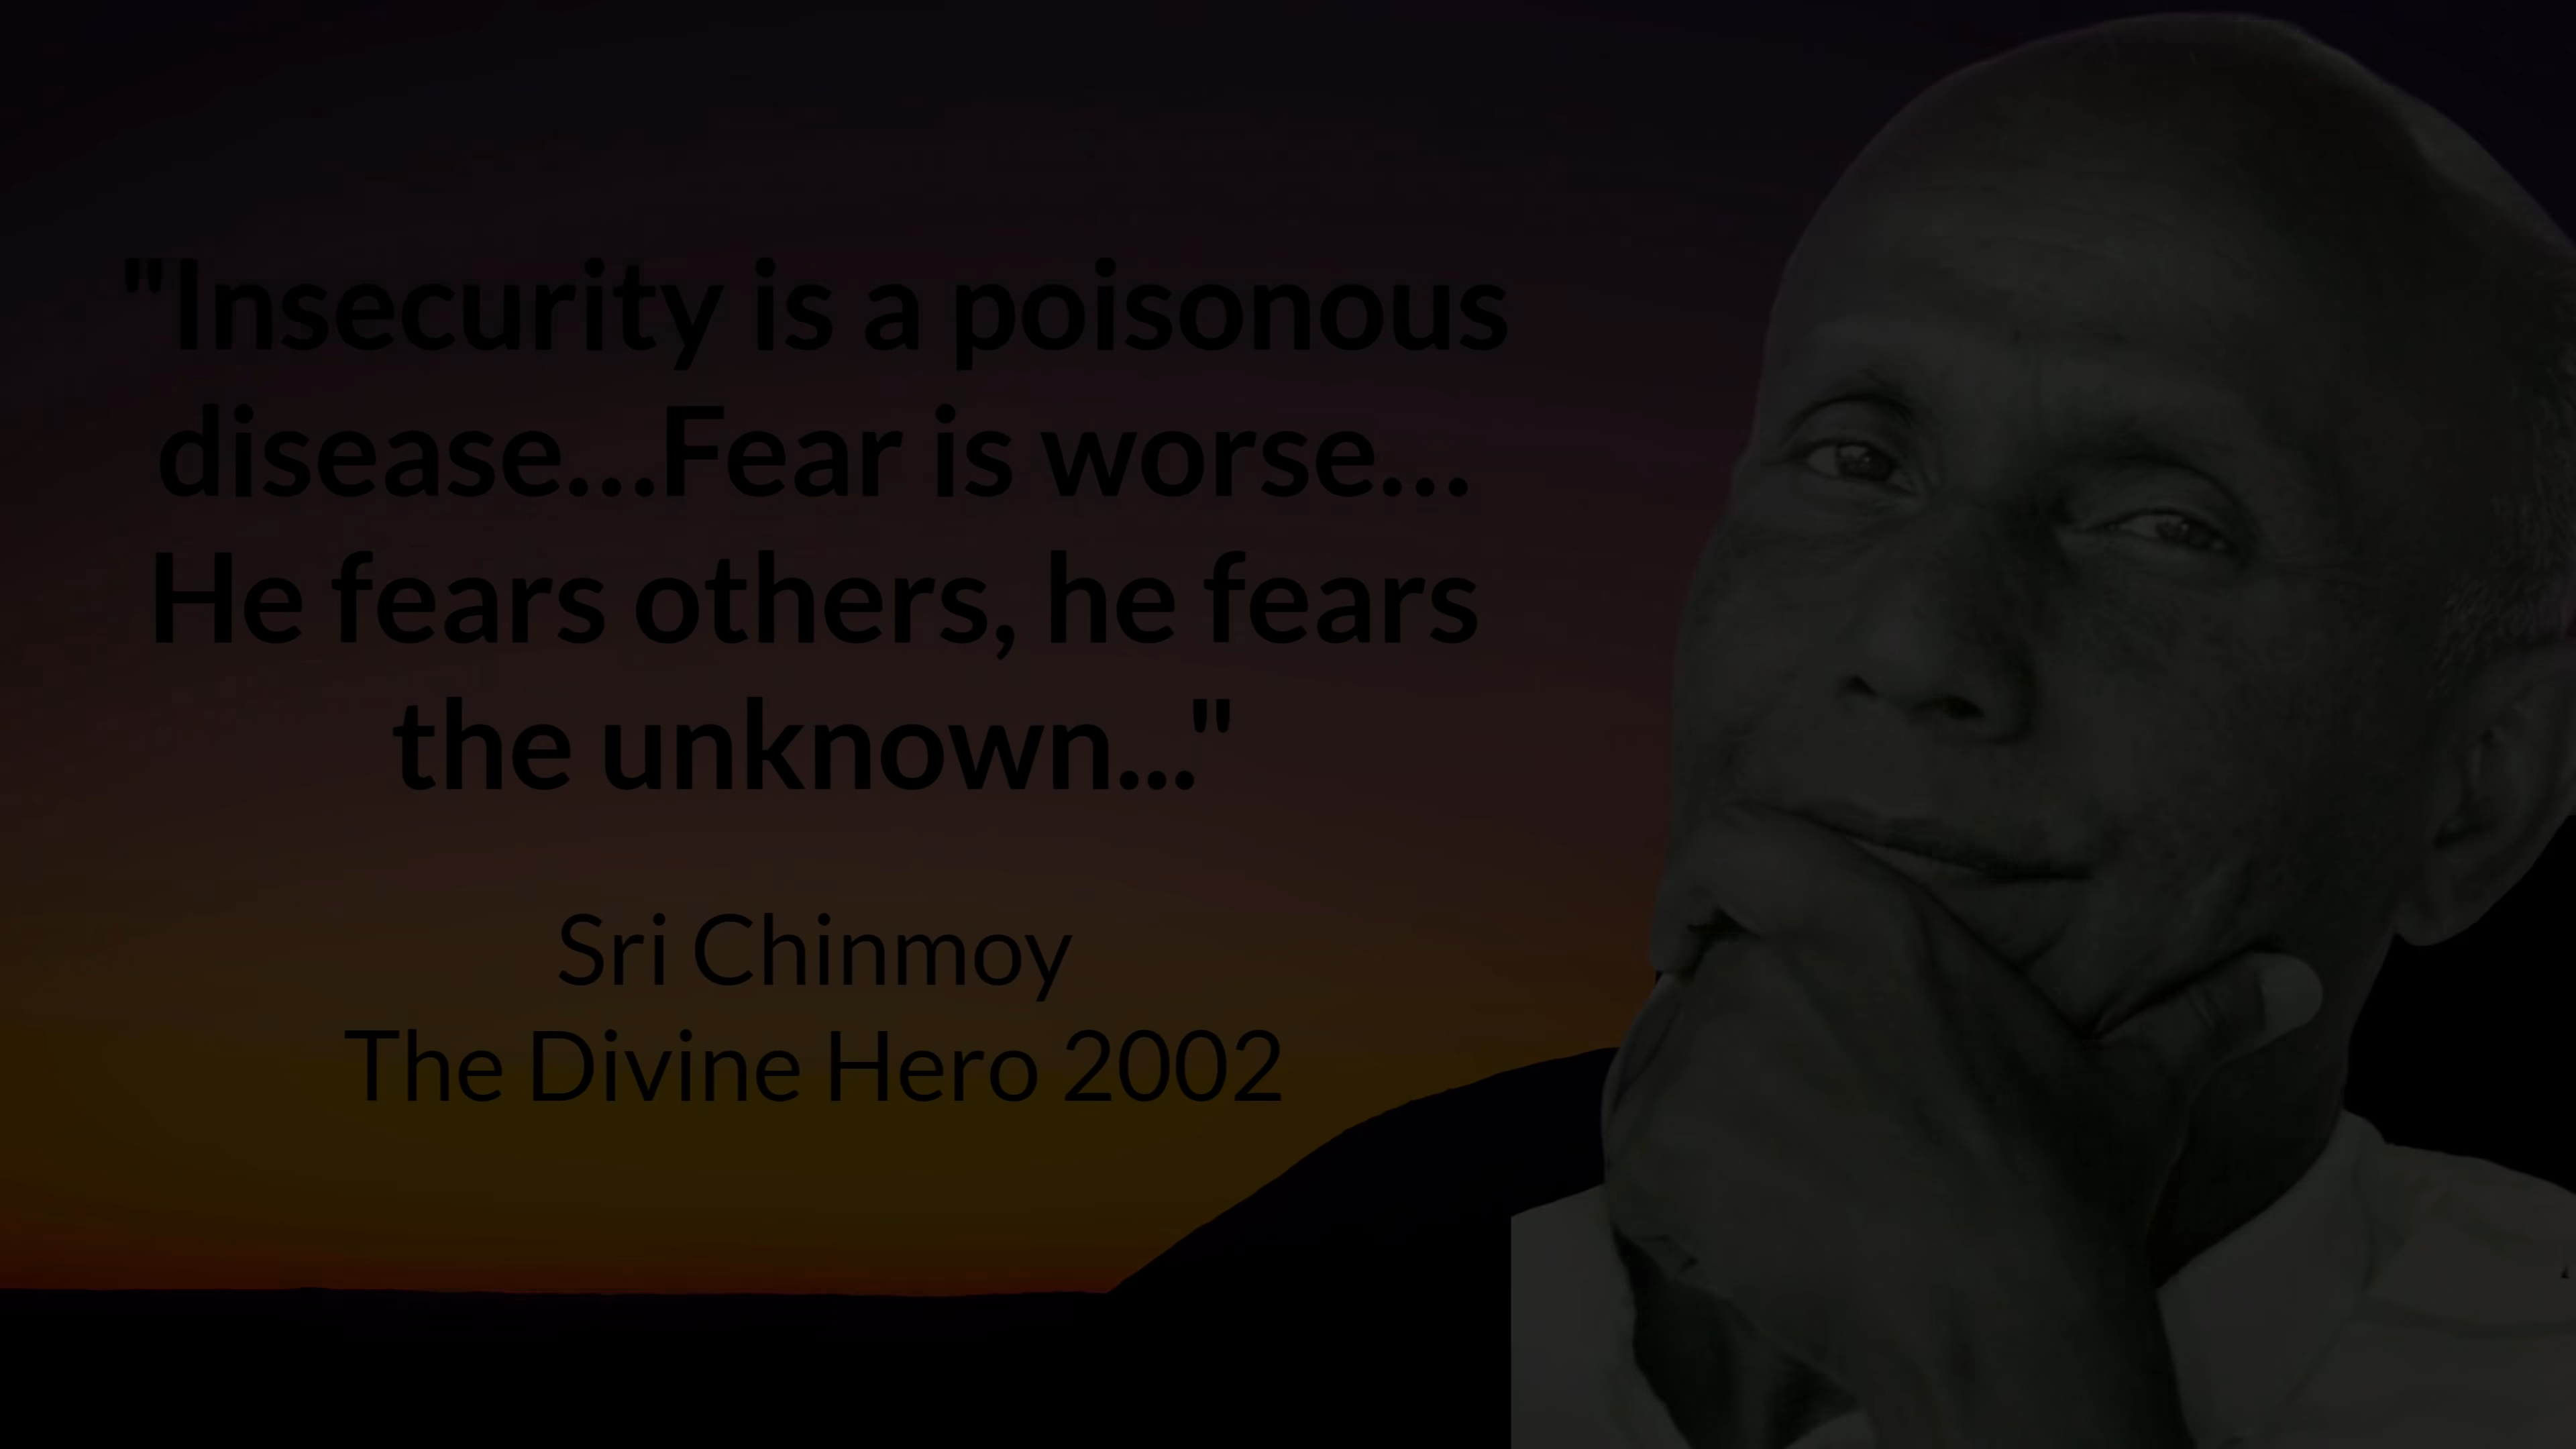 "Insecurity is a poisonous
disease...Fear is worse...
He fears others, he fears
the unknown..."
Sri Chinmoy
The Divine Hero 2002